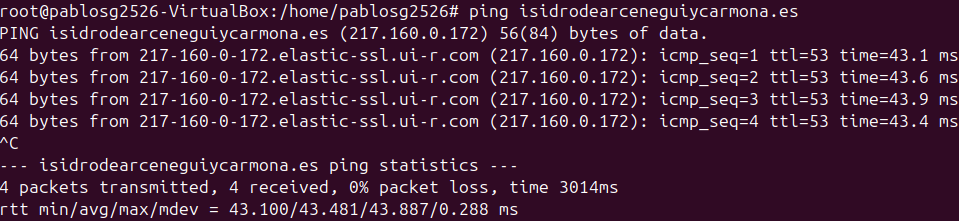 root@pablosg2526-VirtualBox:/home/pablosg2526# ping isidrodearceneguiycarmona.es
PING isidrodearceneguiycarmona.es (217.160.0.172) 56(84) bytes of data.
64 bytes from 217-160-0-172.elastic-ssl.ui-r.com (217.160.0.172): icmp_seq=1 ttl=53 time=43.1 ms
64 bytes from 217-160-0-172.elastic-ssl.ui-r.com (217.160.0.172): icmp_seq=2 ttl=53 time=43.6 ms
64 bytes from 217-160-0-172.elastic-ssl.ui-r.com (217.160.0.172): icmp_seq=3 ttl=53 time=43.9 ms
64 bytes from 217-160-0-172.elastic-ssl.ui-r.com (217.160.0.172): icmp_seq=4 ttl=53 time=43.4 ms
^C
--- isidrodearceneguiycarmona.es ping statistics ---
4 packets transmitted, 4 received, 0% packet loss, time 3014ms
rtt min/avg/max/mdev = 43.100/43.481/43.887/0.288 ms